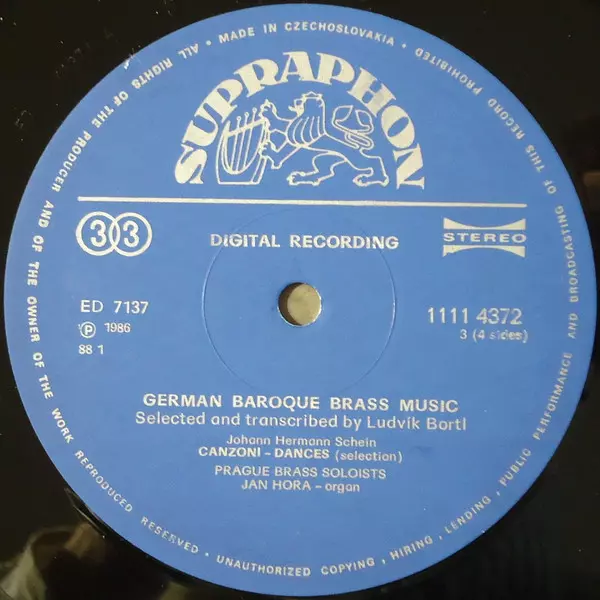 • MADE IN CZECHOSLOVAKIA • ALL RIGHTS OF THE PRODUCER AND OF THE OWNER OF THE WORK REPRODUCED RESERVED • UNAUTHORIZED COPYING, HIRING, LENDING, PUBLIC PERFORMANCE AND BROADCASTING OF THIS RECORD PROHIBITED
SUPRAPHON
33
DIGITAL RECORDING
STEREO
ED 7137
1111 4372
Ⓟ 1986
3 (4 sides)
88 1
GERMAN BAROQUE BRASS MUSIC
Selected and transcribed by Ludvík Bortl
Johann Hermann Schein
CANZONI – DANCES (selection)
PRAGUE BRASS SOLOISTS
JAN HORA – organ